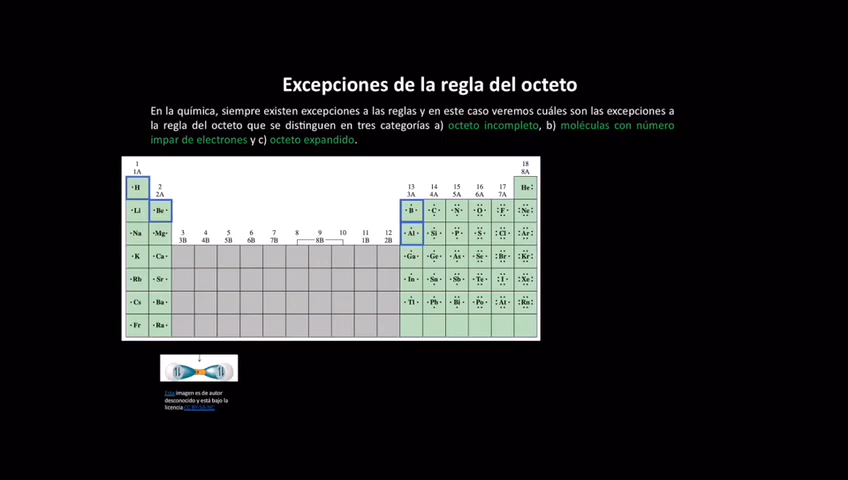 Excepciones de la regla del octeto
En la química, siempre existen excepciones a las reglas y en este caso veremos cuáles son las excepciones a
la regla del octeto que se distinguen en tres categorías a) octeto incompleto, b) moléculas con número
impar de electrones y c) octeto expandido.
1 18
1A 8A
H 2 13 14 15 16 17 He
2A 3A 4A 5A 6A 7A
Li Be B C N O F Ne
Na Mg 3 4 5 6 7 8 9 10 11 12 Al Si P S Cl Ar
3B 4B 5B 6B 7B 8B 1B 2B
K Ca Ga Ge As Se Br Kr
Rb Sr In Sn Sb Te I Xe
Cs Ba Tl Pb Bi Po At Rn
Fr Ra
Esta imagen es de autor
desconocido y está bajo la
licencia CC BY-SA-NC